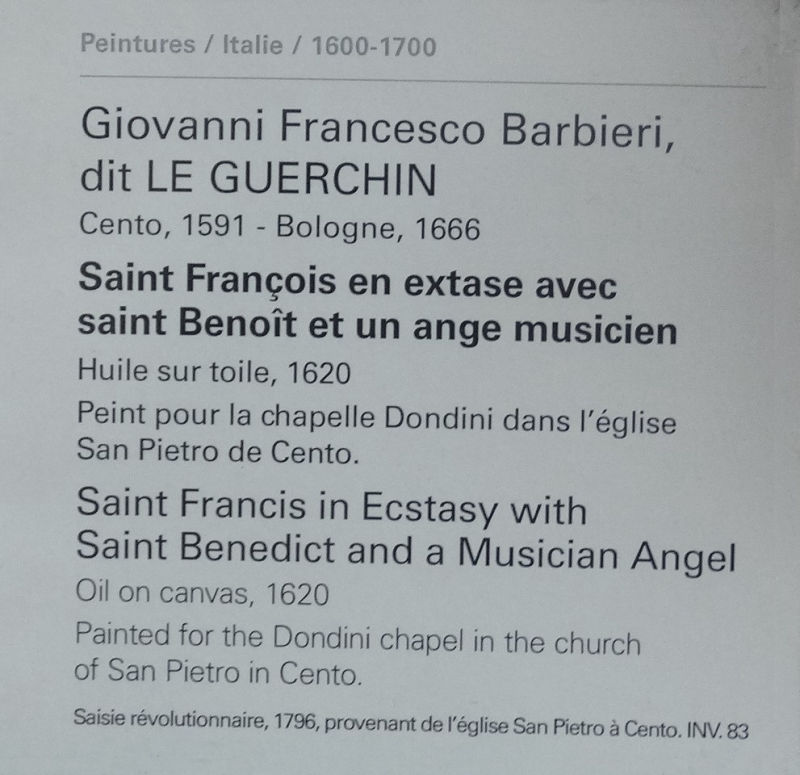 Peintures / Italie / 1600-1700
Giovanni Francesco Barbieri,
dit LE GUERCHIN
Cento, 1591 - Bologne, 1666
Saint François en extase avec
saint Benoît et un ange musicien
Huile sur toile, 1620
Peint pour la chapelle Dondini dans l'église
San Pietro de Cento.
Saint Francis in Ecstasy with
Saint Benedict and a Musician Angel
Oil on canvas, 1620
Painted for the Dondini chapel in the church
of San Pietro in Cento.
Saisie révolutionnaire, 1796, provenant de l'église San Pietro à Cento. INV. 83